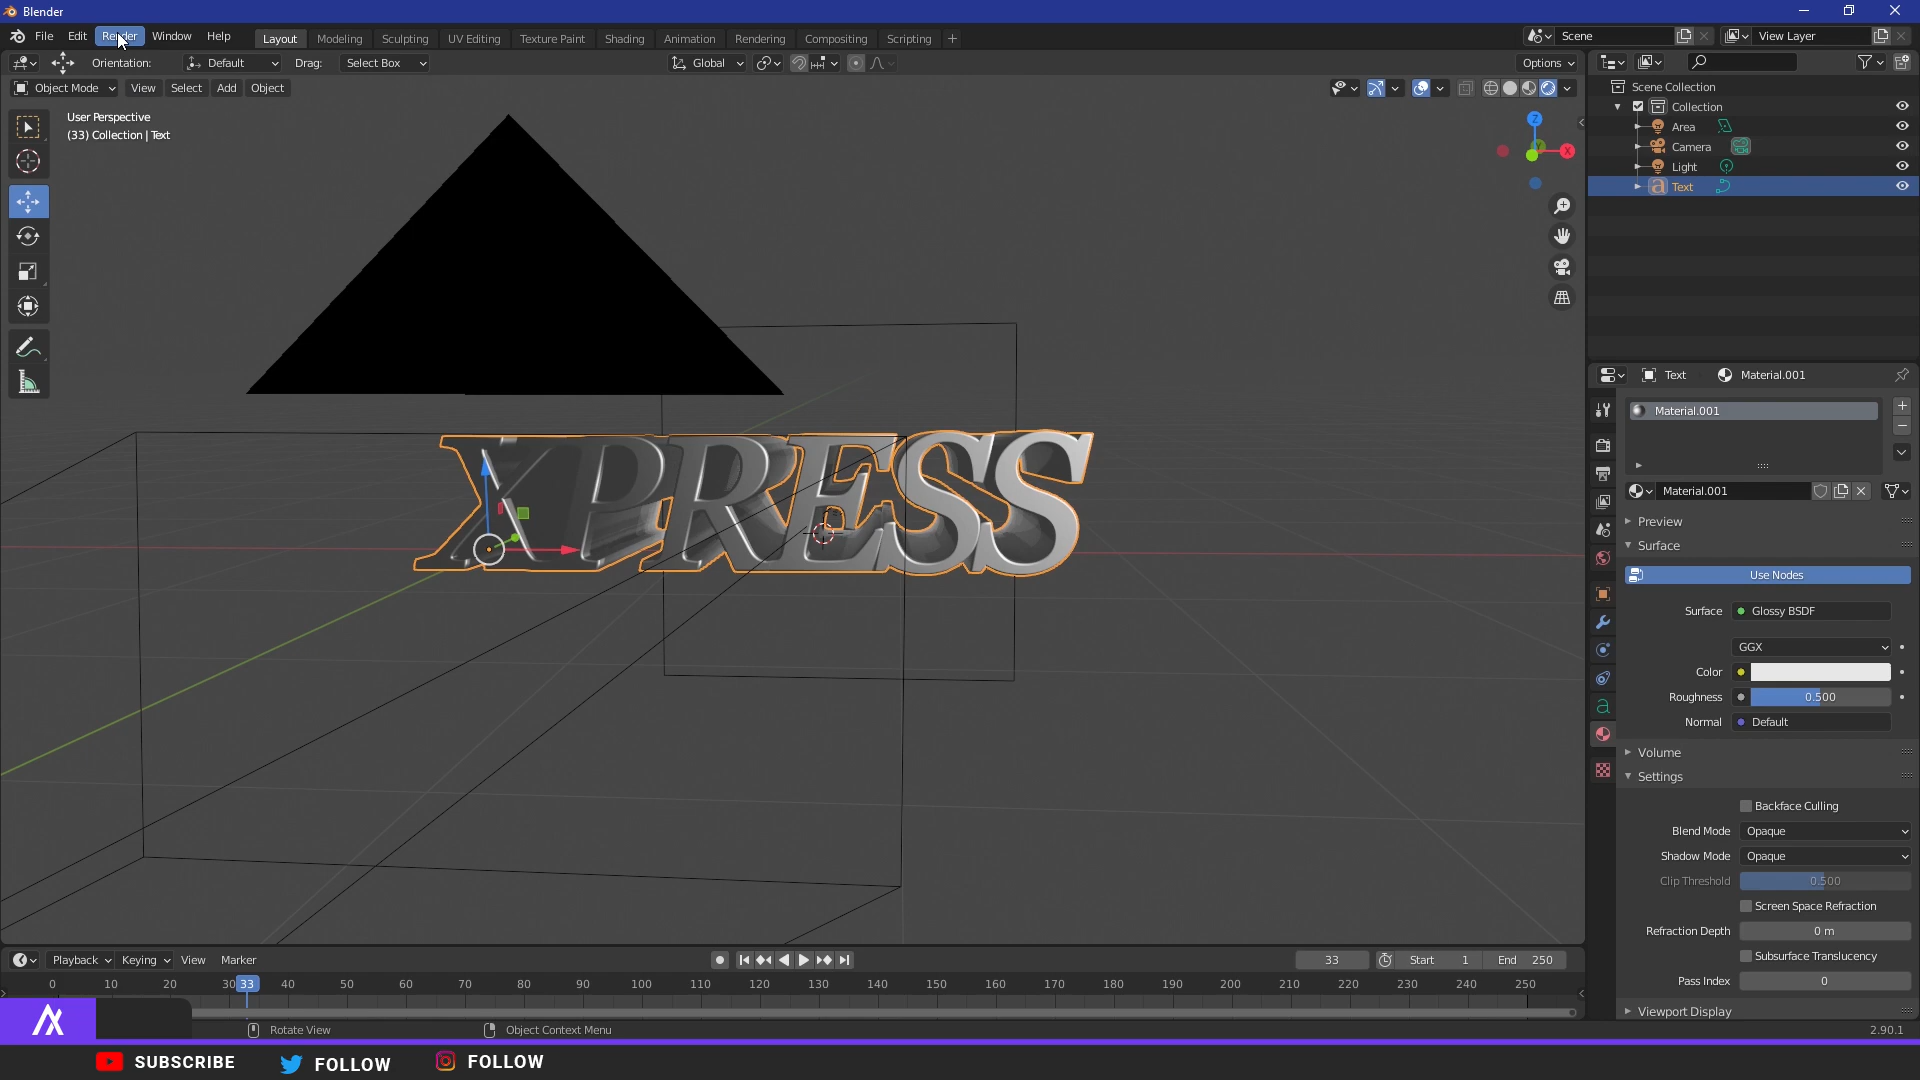 Blender
File Edit Render Window Help
Layout Modeling Sculpting UV Editing Texture Paint Shading Animation Rendering Compositing Scripting +
Scene
View Layer
Orientation: Default Drag: Select Box
Global
Options
Object Mode View Select Add Object
User Perspective
(33) Collection | Text
Z
X
Scene Collection
Collection
Area
Camera
Light
Text
XPRESS
Text Material.001
Material.001
Material.001
Preview
Surface
Use Nodes
Surface Glossy BSDF
GGX
Color
Roughness 0.500
Normal Default
Volume
Settings
Backface Culling
Blend Mode Opaque
Shadow Mode Opaque
Clip Threshold 0.500
Screen Space Refraction
Refraction Depth 0 m
Subsurface Translucency
Pass Index 0
Viewport Display
Playback Keying View Marker
33 Start 1 End 250
0 10 20 30 33 40 50 60 70 80 90 100 110 120 130 140 150 160 170 180 190 200 210 220 230 240 250
Rotate View Object Context Menu
2.90.1
SUBSCRIBE FOLLOW FOLLOW